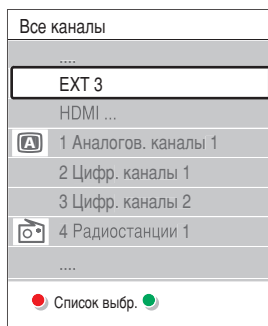 Все каналы
....
EXT 3
HDMI ...
A 1 Аналогов. каналы 1
2 Цифр. каналы 1
3 Цифр. каналы 2
4 Радиостанции 1
....
Список выбр.